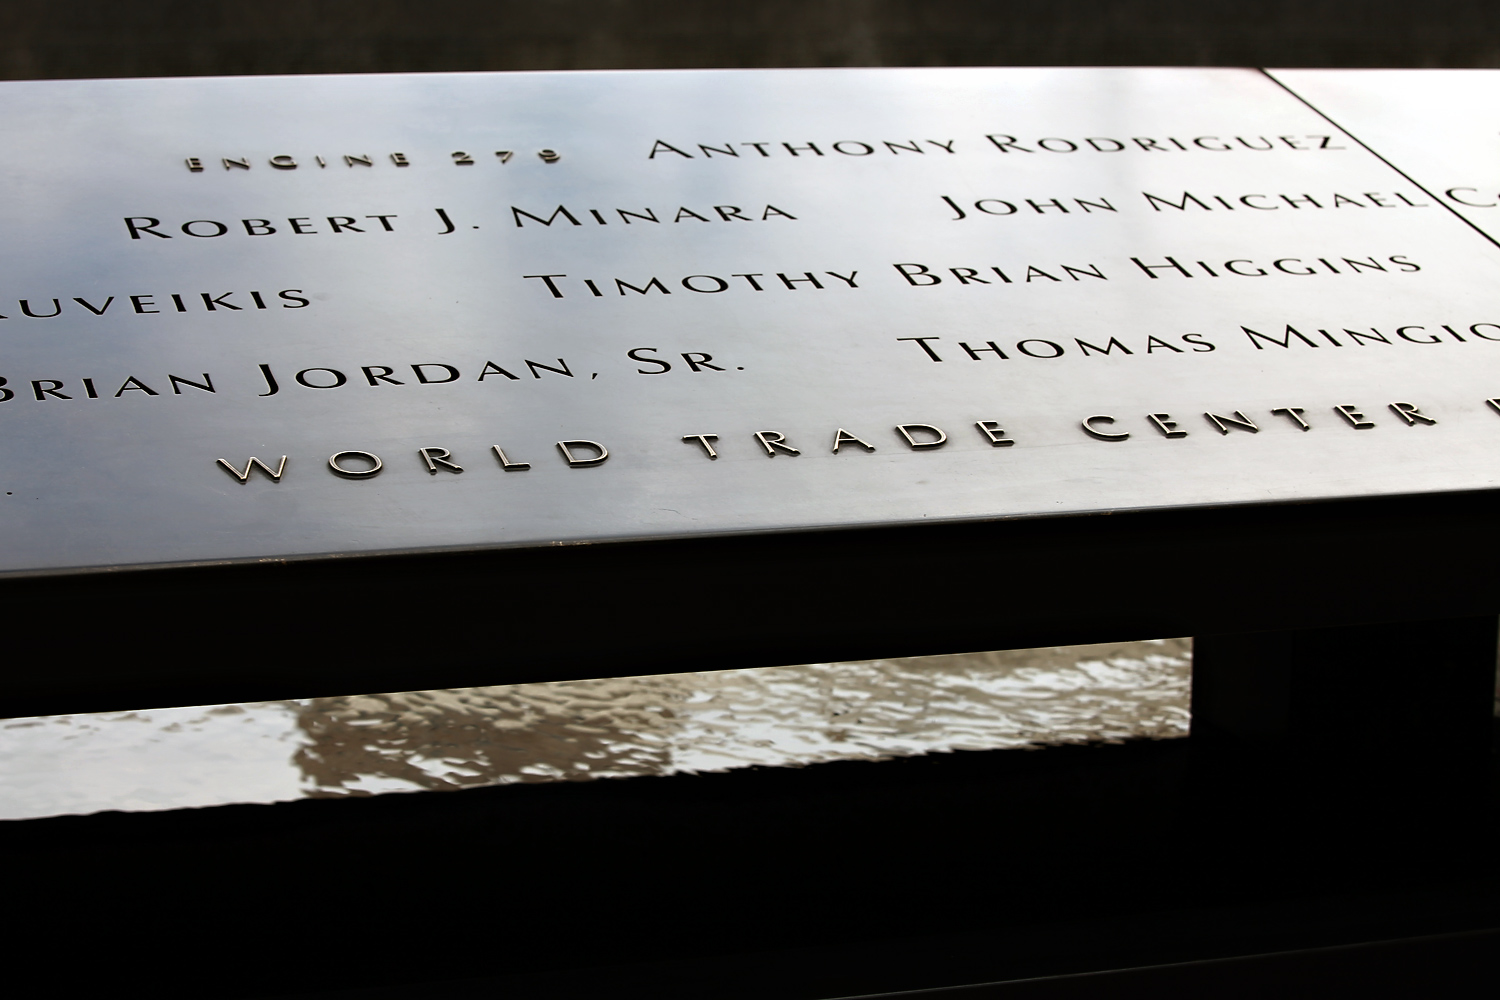 ENGINE 279 ANTHONY RODRIGUEZ
ROBERT J. MINARA JOHN MICHAEL
UVEIKIS TIMOTHY BRIAN HIGGINS
BRIAN JORDAN, SR. THOMAS MINGIO
WORLD TRADE CENTER